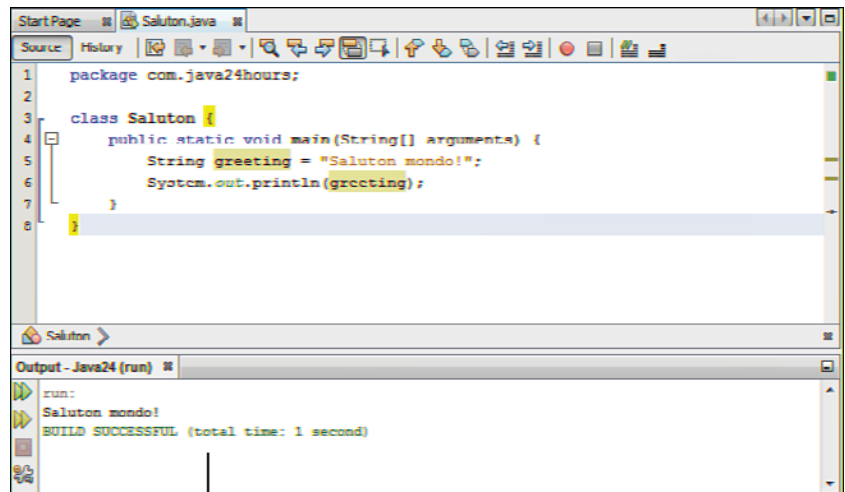 Start Page Saluton.java
Source History
1 package com.java24hours;
2
3 class Saluton {
4 public static void main(String[] arguments) {
5 String greeting = "Saluton mondo!";
6 System.out.println(greeting);
7 }
8 }
Saluton
Output - Java24 (run)
run:
Saluton mondo!
BUILD SUCCESSFUL (total time: 1 second)